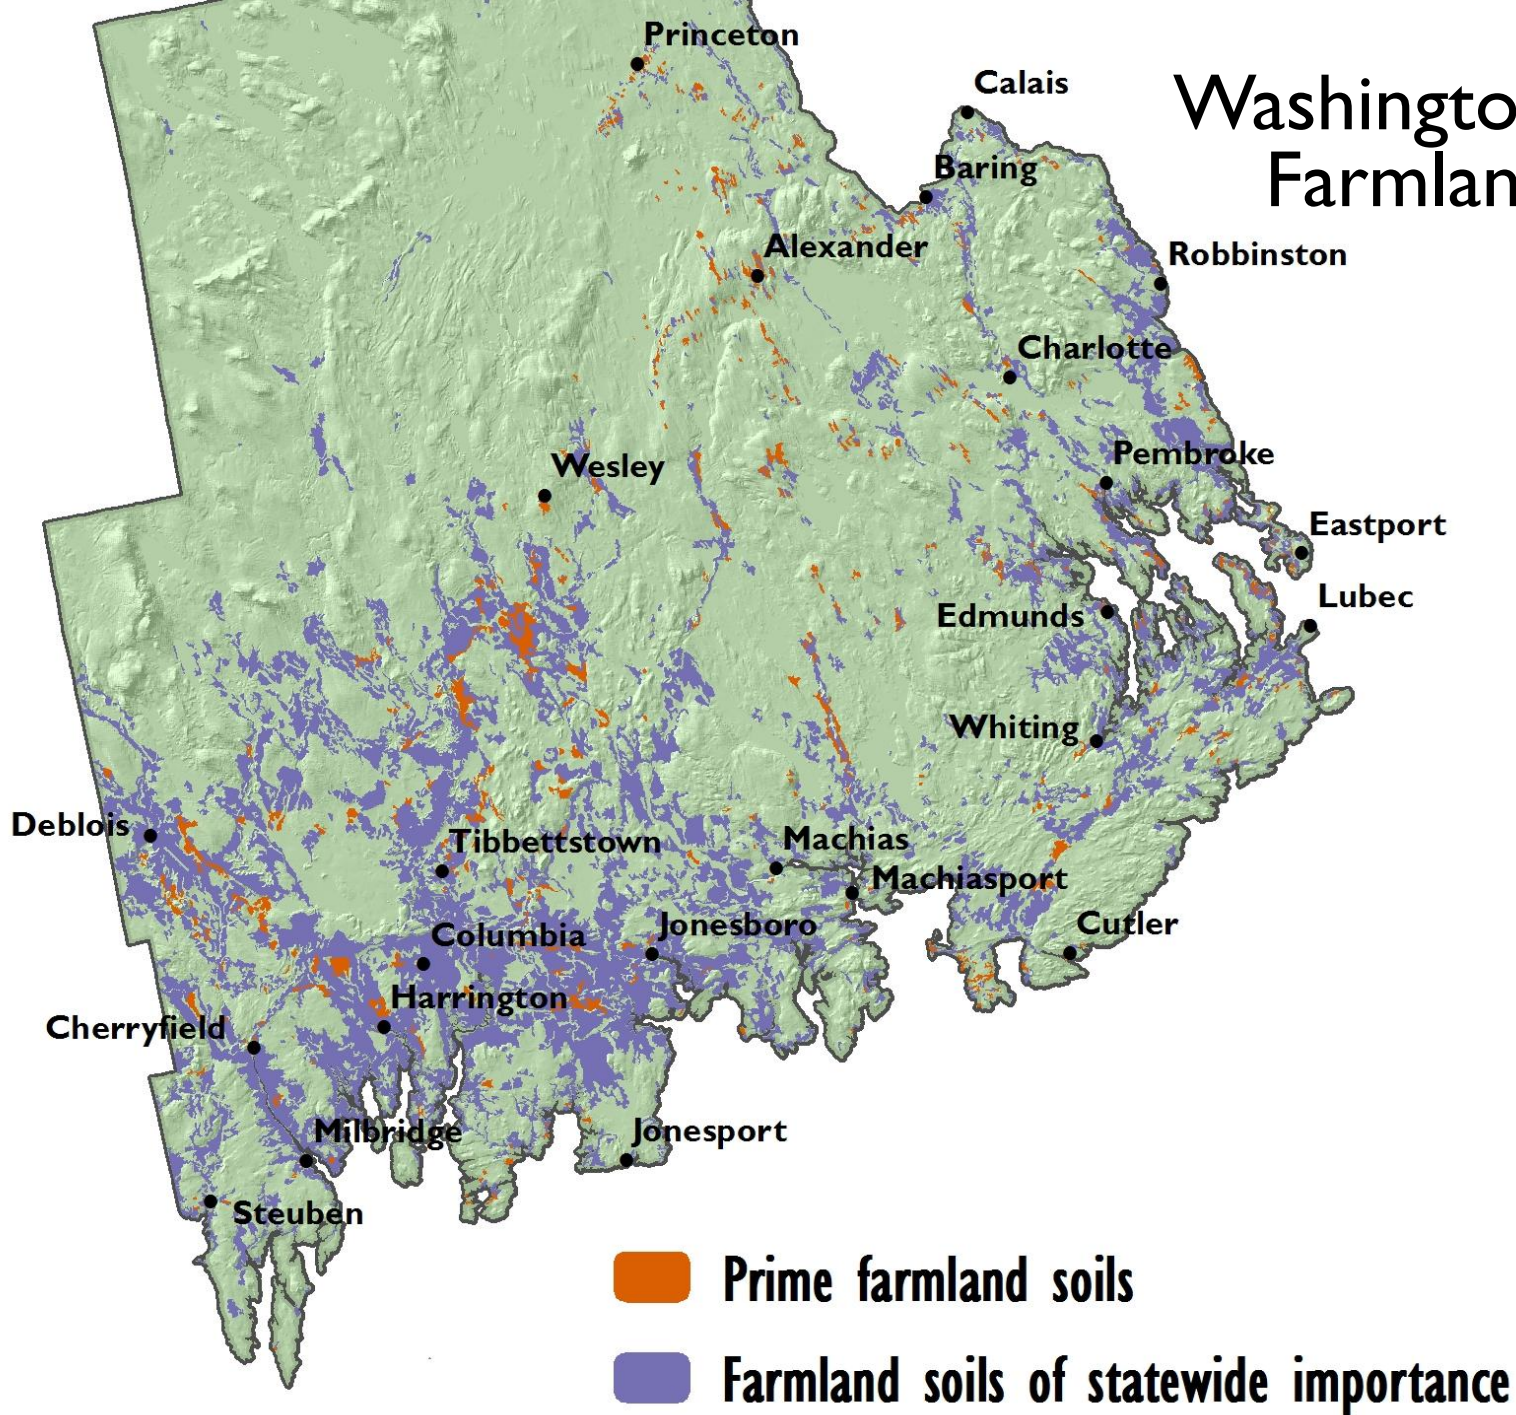 Princeton
Calais
Washingto
Farmlan
Baring
Alexander
Robbinston
Charlotte
Wesley
Pembroke
Eastport
Lubec
Edmunds
Whiting
Deblois
Tibbettstown
Machias
Machiasport
Columbia
Jonesboro
Cutler
Harrington
Cherryfield
Milbridge
Jonesport
Steuben
Prime farmland soils
Farmland soils of statewide importance